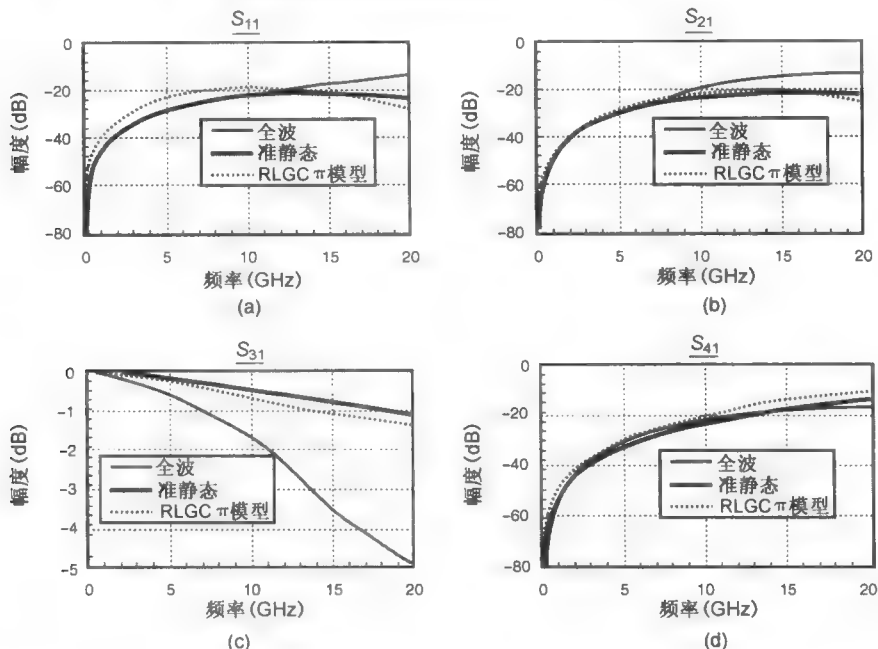 S11
幅度(dB)
0
-20
-40
-60
-80
全波
准静态
RLGC π模型
0 5 10 15 20
频率(GHz)
(a)
S21
幅度(dB)
0
-20
-40
-60
-80
全波
准静态
RLGC π模型
0 5 10 15 20
频率(GHz)
(b)
S31
幅度(dB)
0
-1
-2
-3
-4
-5
全波
准静态
RLGC π模型
0 5 10 15 20
频率(GHz)
(c)
S41
幅度(dB)
0
-20
-40
-60
-80
全波
准静态
RLGC π模型
0 5 10 15 20
频率(GHz)
(d)